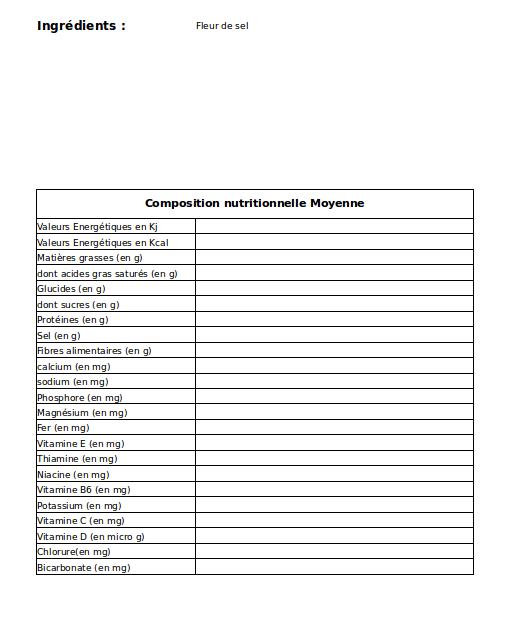 Ingrédients :
Fleur de sel
Composition nutritionnelle Moyenne
Valeurs Energétiques en Kj
Valeurs Energétiques en Kcal
Matières grasses (en g)
dont acides gras saturés (en g)
Glucides (en g)
dont sucres (en g)
Protéines (en g)
Sel (en g)
Fibres alimentaires (en g)
calcium (en mg)
sodium (en mg)
Phosphore (en mg)
Magnésium (en mg)
Fer (en mg)
Vitamine E (en mg)
Thiamine (en mg)
Niacine (en mg)
Vitamine B6 (en mg)
Potassium (en mg)
Vitamine C (en mg)
Vitamine D (en micro g)
Chlorure(en mg)
Bicarbonate (en mg)